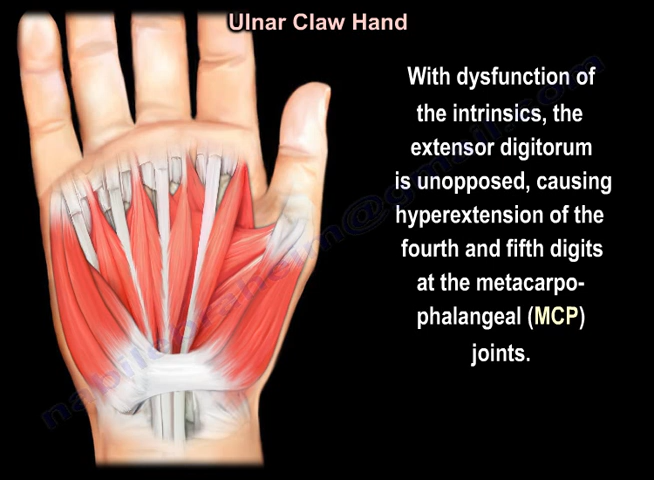 Ulnar Claw Hand
With dysfunction of
the intrinsics, the
extensor digitorum
is unopposed, causing
hyperextension of the
fourth and fifth digits
at the metacarpo-
phalangeal (MCP)
joints.